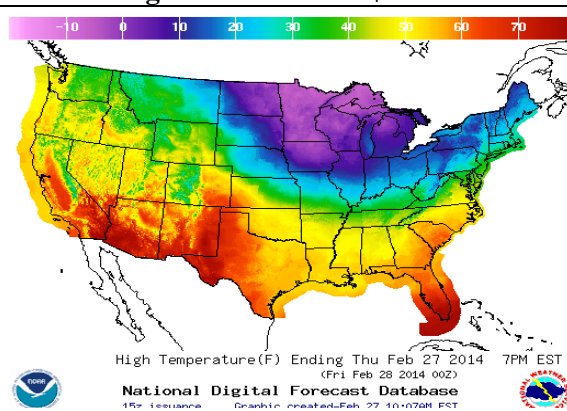 -10 0 10 20 30 40 50 60 70
High Temperature(F) Ending Thu Feb 27 2014 7PM EST
(Fri Feb 28 2014 00Z)
National Digital Forecast Database
15z issuance Graphic created-Feb 27 10:07AM EST
noaa